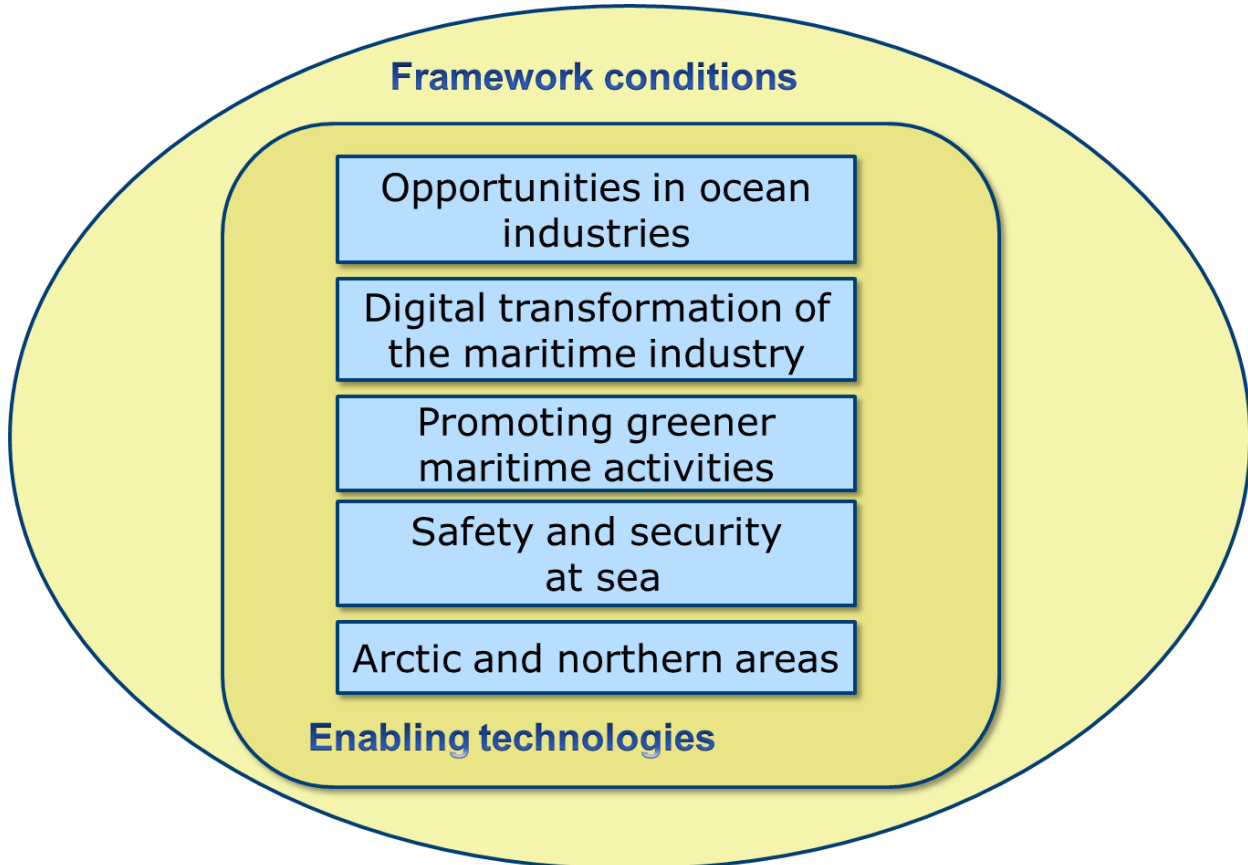 Framework conditions
Opportunities in ocean
industries
Digital transformation of
the maritime industry
Promoting greener
maritime activities
Safety and security
at sea
Arctic and northern areas
Enabling technologies